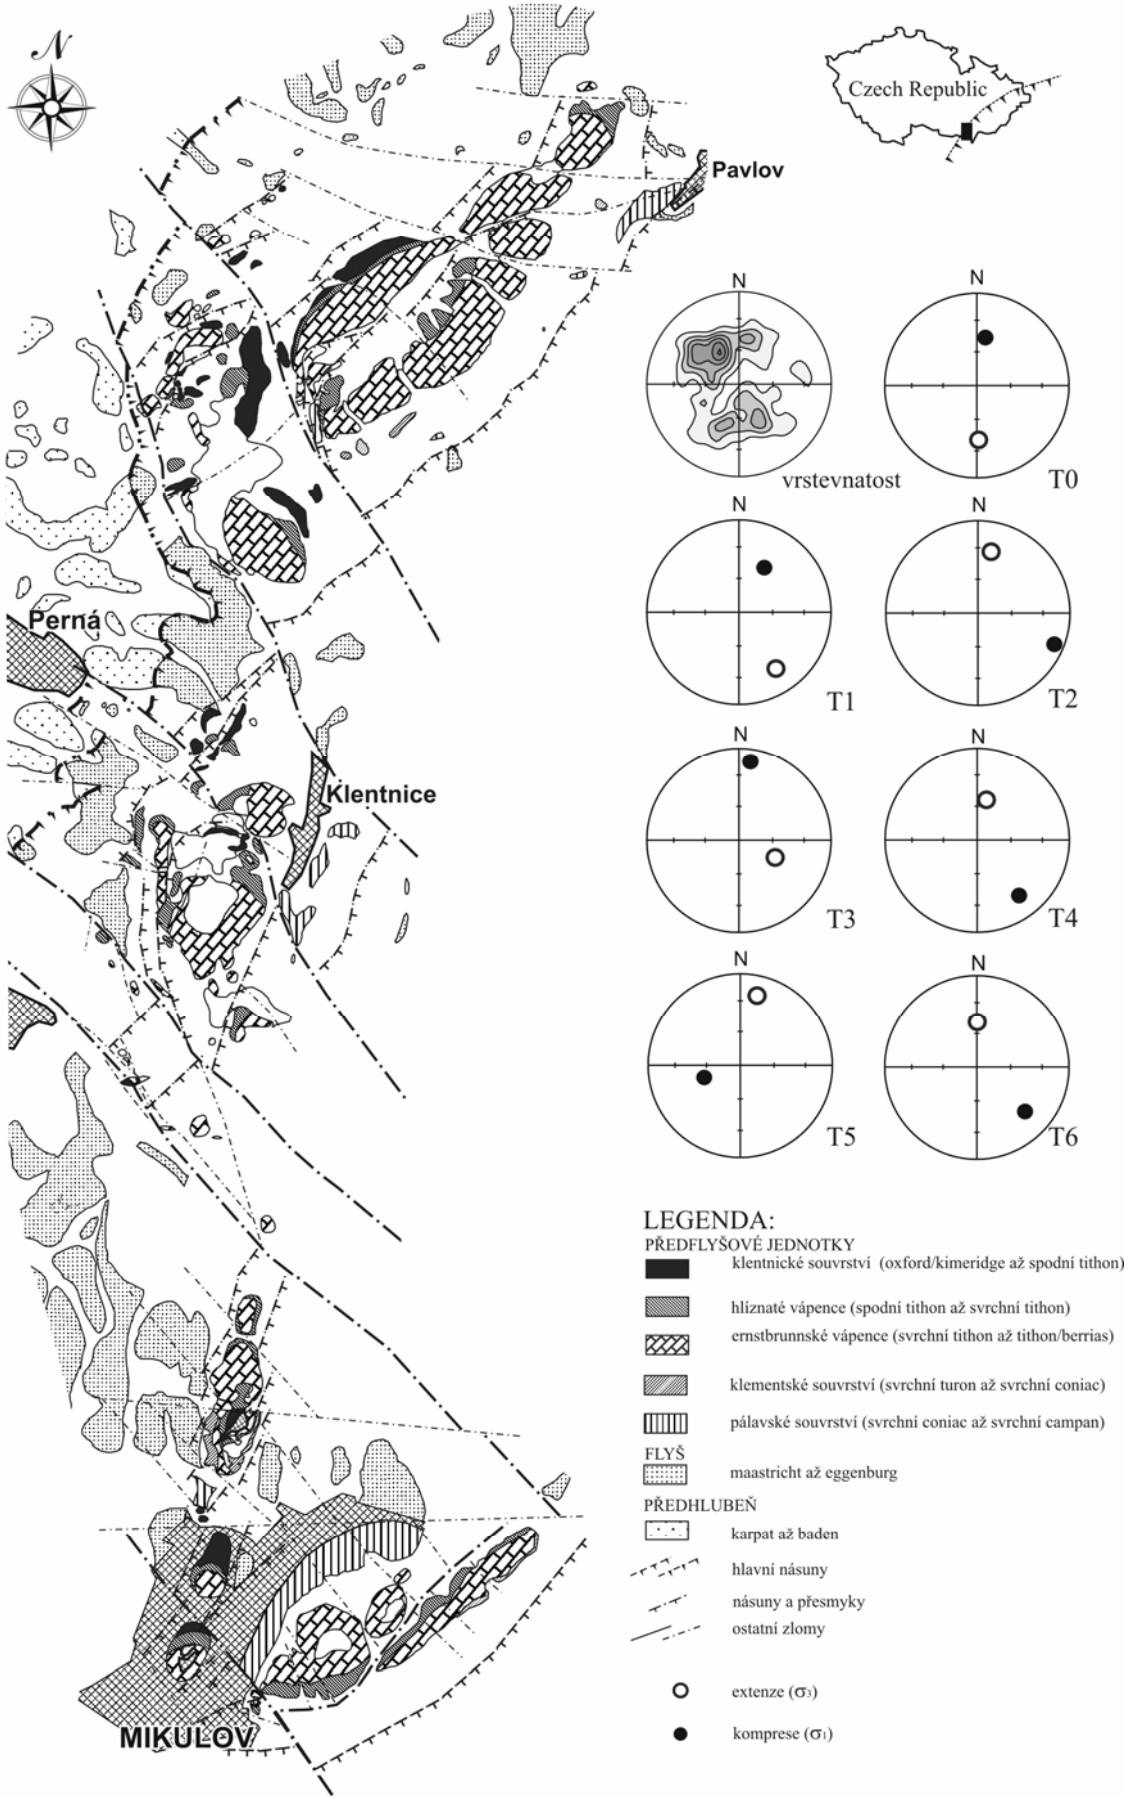 N
Czech Republic
Pavlov
N
N
vrstevnatost
T0
N
N
Perná
T1
T2
N
N
Klentnice
T3
T4
N
N
T5
T6
LEGENDA:
PŘEDFLYŠOVÉ JEDNOTKY
klentnické souvrství (oxford/kimeridge až spodní tithon)
hlíznaté vápence (spodní tithon až svrchní tithon)
ernstbrunnské vápence (svrchní tithon až tithon/berrias)
klementské souvrství (svrchní turon až svrchní coniac)
pálavské souvrství (svrchní coniac až svrchní campan)
FLYŠ
maastricht až eggenburg
PŘEDHLUBEŇ
karpat až baden
hlavní násuny
násuny a přesmyky
ostatní zlomy
extenze (σ3)
komprese (σ1)
MIKULOV